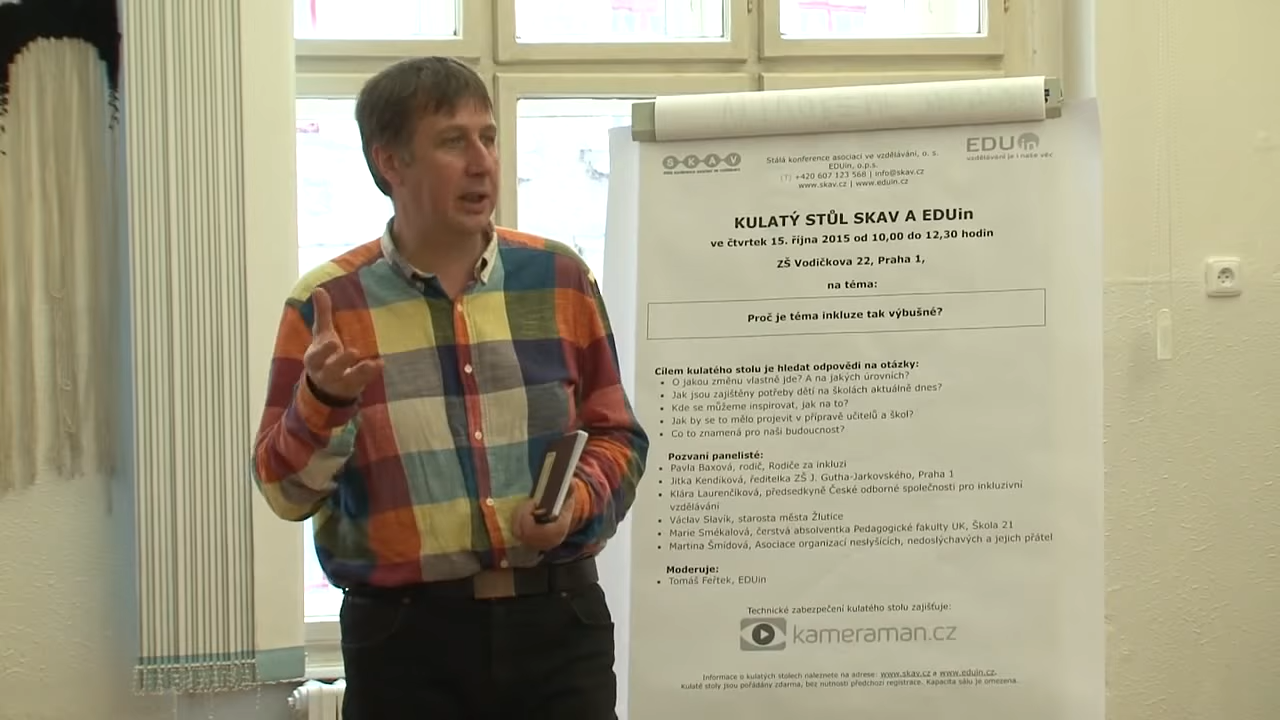 S-K-A-V
Stálá konference asociací ve vzdělávání, o. s.
EDUin, o.p.s.
(T) +420 607 123 568 | info@skav.cz
www.skav.cz | www.eduin.cz
EDUin
vzdělávání je i naše věc
KULATÝ STŮL SKAV A EDUin
ve čtvrtek 15. října 2015 od 10,00 do 12,30 hodin
ZŠ Vodičkova 22, Praha 1,
na téma:
Proč je téma inkluze tak výbušné?
Cílem kulatého stolu je hledat odpovědi na otázky:
• O jakou změnu vlastně jde? A na jakých úrovních?
• Jak jsou zajištěny potřeby dětí na školách aktuálně dnes?
• Kde se můžeme inspirovat, jak na to?
• Jak by se to mělo projevit v přípravě učitelů a škol?
• Co to znamená pro naši budoucnost?
Pozvaní panelisté:
• Pavla Baxová, rodič, Rodiče za inkluzi
• Jitka Kendíková, ředitelka ZŠ J. Gutha-Jarkovského, Praha 1
• Klára Laurenčíková, předsedkyně České odborné společnosti pro inkluzivní
vzdělávání
• Václav Slavík, starosta města Žlutice
• Marie Smékalová, čerstvá absolventka Pedagogické fakulty UK, Škola 21
• Martina Šmídová, Asociace organizací neslyšících, nedoslýchavých a jejich přátel
Moderuje:
• Tomáš Feřtek, EDUin
Technické zabezpečení kulatého stolu zajišťuje:
kameraman.cz
Informace o kulatých stolech naleznete na adrese: www.skav.cz a www.eduin.cz.
Kulaté stoly jsou pořádány zdarma, bez nutnosti předchozí registrace. Kapacita sálu je omezena.